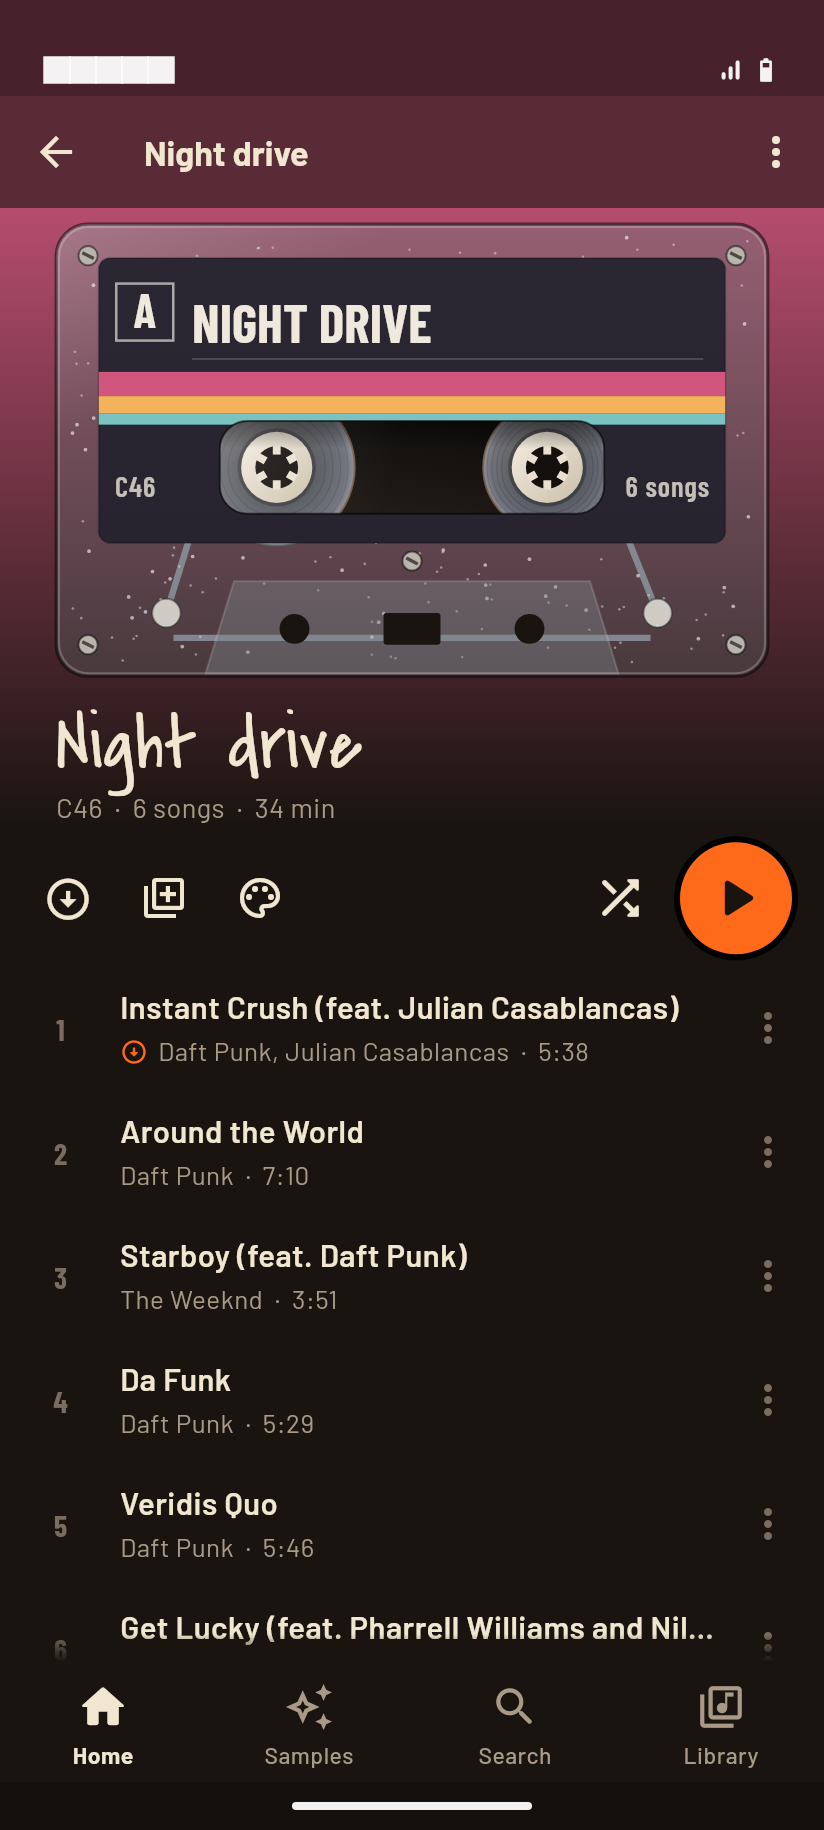 Night drive
A NIGHT DRIVE
C46 6 songs
Night drive
C46 · 6 songs · 34 min
1 Instant Crush (feat. Julian Casablancas)
Daft Punk, Julian Casablancas · 5:38
2 Around the World
Daft Punk · 7:10
3 Starboy (feat. Daft Punk)
The Weeknd · 3:51
4 Da Funk
Daft Punk · 5:29
5 Veridis Quo
Daft Punk · 5:46
6 Get Lucky (feat. Pharrell Williams and Nil...
Home Samples Search Library